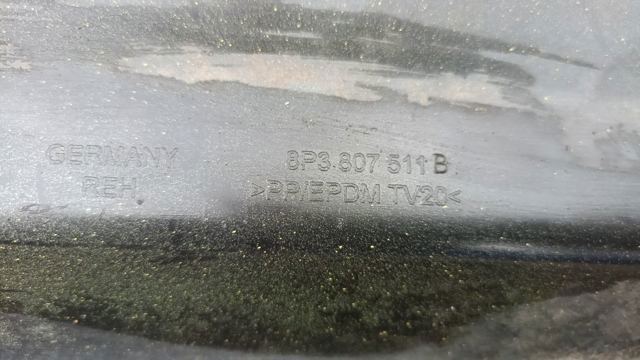 GERMANY
REH
8P3 807 511 B
>PP/EPDM TV20<